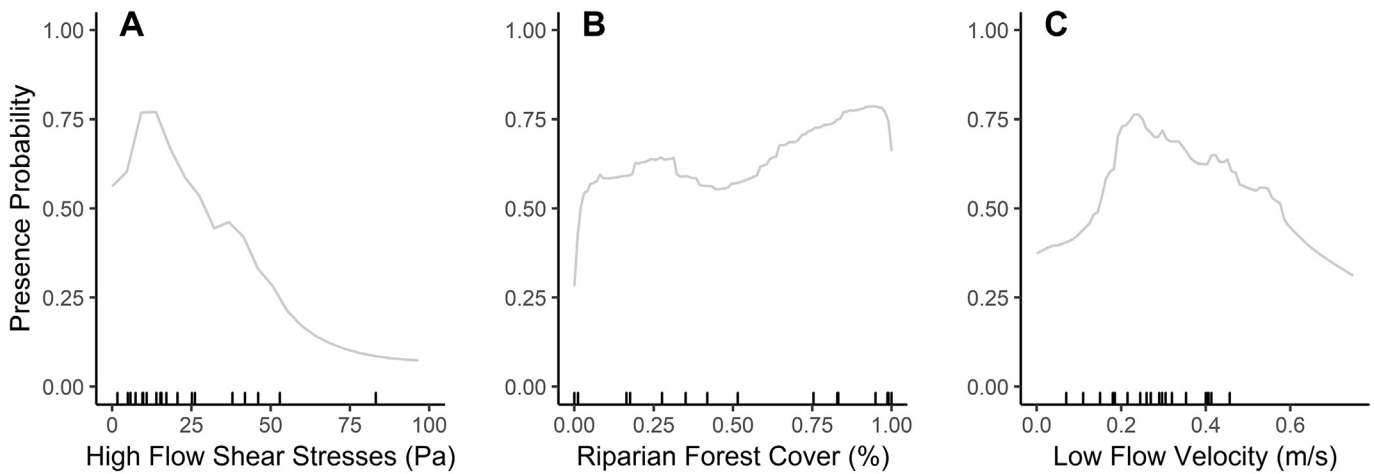 A
B
C
Presence Probability
1.00
0.75
0.50
0.25
0.00
0 25 50 75 100
High Flow Shear Stresses (Pa)
1.00
0.75
0.50
0.25
0.00
0.00 0.25 0.50 0.75 1.00
Riparian Forest Cover (%)
1.00
0.75
0.50
0.25
0.00
0.0 0.2 0.4 0.6
Low Flow Velocity (m/s)